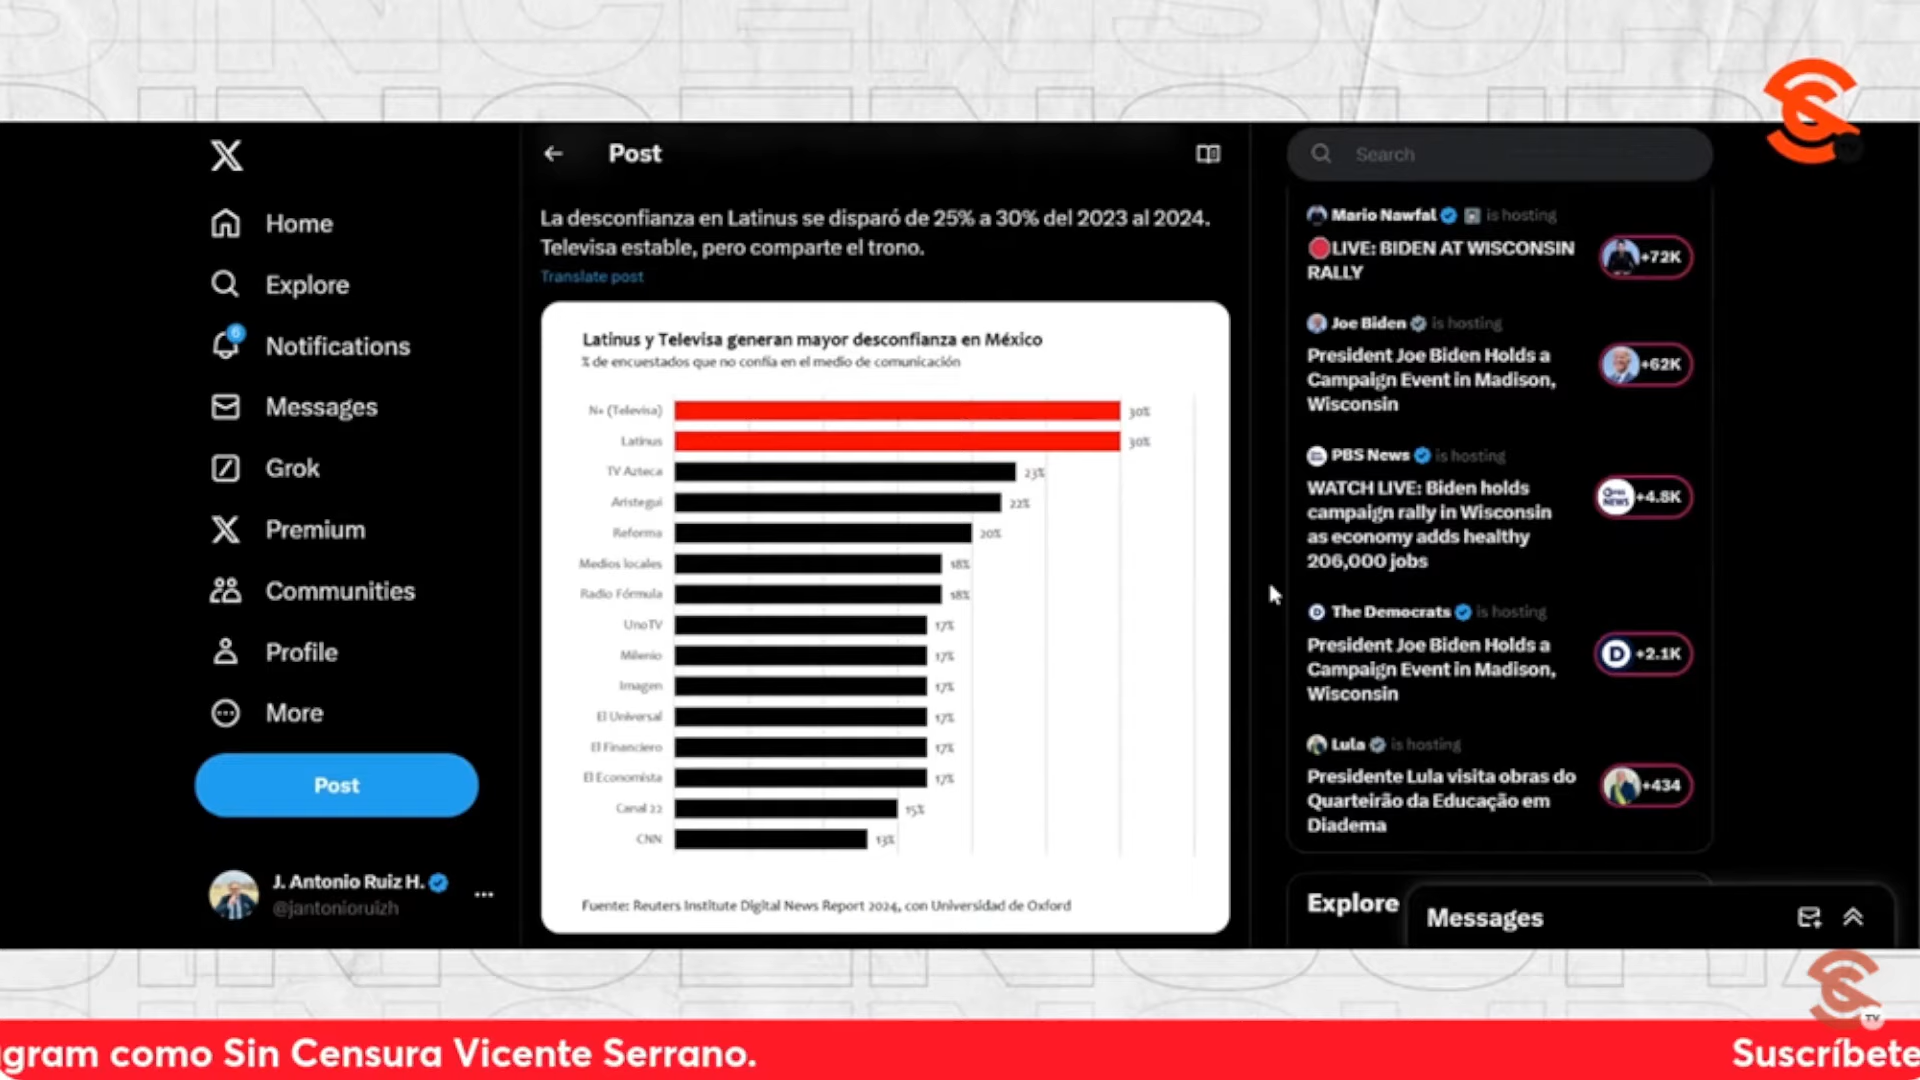 Post
Search
Home
Explore
Notifications
6
Messages
Grok
Premium
Communities
Profile
More
Post
J. Antonio Ruiz H.
@jantonioruizh
La desconfianza en Latinus se disparó de 25% a 30% del 2023 al 2024.
Televisa estable, pero comparte el trono.
Translate post
Latinus y Televisa generan mayor desconfianza en México
% de encuestados que no confía en el medio de comunicación
N+ (Televisa) 30%
Latinus 30%
TV Azteca 23%
Aristegui 22%
Reforma 20%
Medios locales 18%
Radio Fórmula 18%
UnoTV 17%
Milenio 17%
Imagen 17%
El Universal 17%
El Financiero 17%
El Economista 17%
Canal 22 15%
CNN 13%
Fuente: Reuters Institute Digital News Report 2024, con Universidad de Oxford
Mario Nawfal is hosting
LIVE: BIDEN AT WISCONSIN
RALLY
+72K
Joe Biden is hosting
President Joe Biden Holds a
Campaign Event in Madison,
Wisconsin
+62K
PBS News is hosting
WATCH LIVE: Biden holds
campaign rally in Wisconsin
as economy adds healthy
206,000 jobs
NEWS
+4.8K
The Democrats is hosting
President Joe Biden Holds a
Campaign Event in Madison,
Wisconsin
D +2.1K
Lula is hosting
Presidente Lula visita obras do
Quarteirão da Educação em
Diadema
+434
Explore
Messages
TV
gram como Sin Censura Vicente Serrano.
Suscríbete